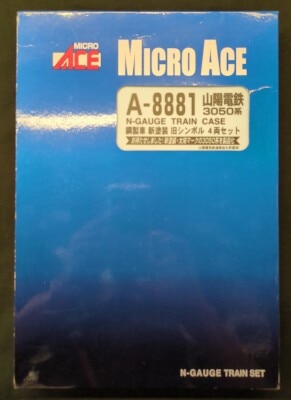 MICRO
ACE
MICRO ACE
A-8881 山陽電鉄
3050系
N-GAUGE TRAIN CASE
鋼製車 新塗装 旧シンボル 4両セット
N-GAUGE TRAIN SET